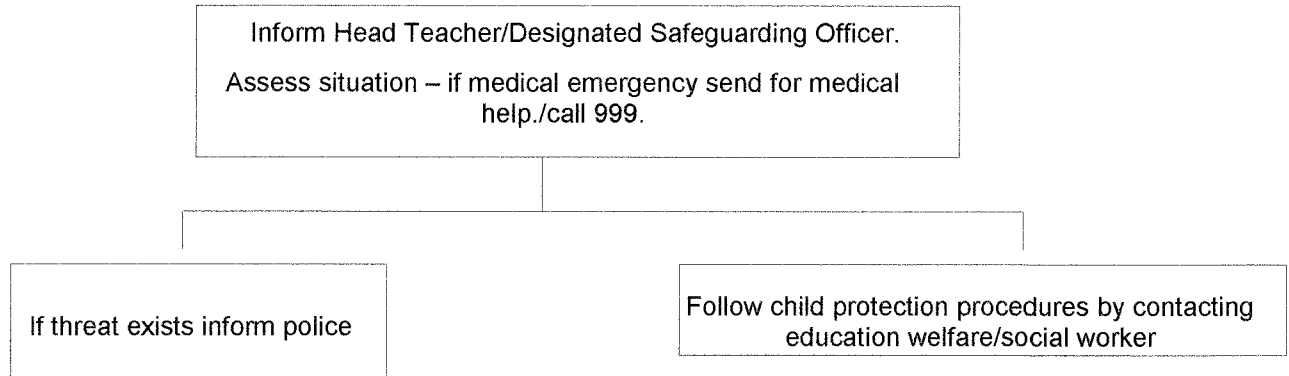 Inform Head Teacher/Designated Safeguarding Officer.
Assess situation – if medical emergency send for medical
help./call 999.
If threat exists inform police
Follow child protection procedures by contacting
education welfare/social worker